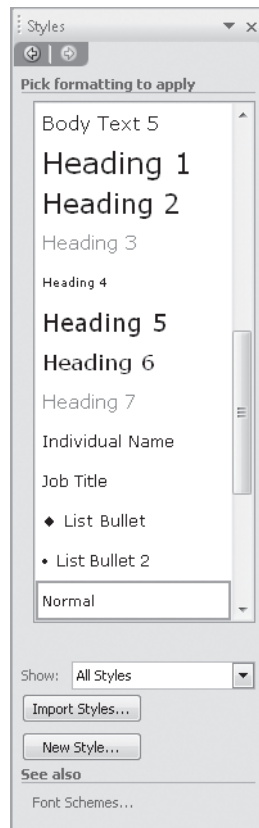 Styles
Pick formatting to apply
Body Text 5
Heading 1
Heading 2
Heading 3
Heading 4
Heading 5
Heading 6
Heading 7
Individual Name
Job Title
◆ List Bullet
• List Bullet 2
Normal
Show: All Styles
Import Styles...
New Style...
See also
Font Schemes...